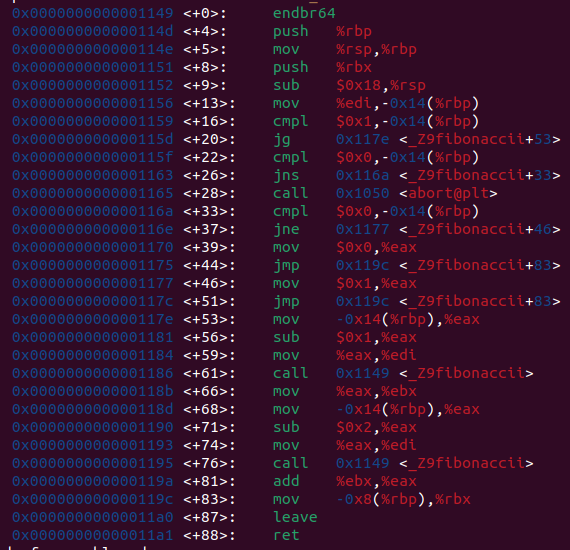 0x0000000000001149 <+0>: endbr64
0x000000000000114d <+4>: push %rbp
0x000000000000114e <+5>: mov %rsp,%rbp
0x0000000000001151 <+8>: push %rbx
0x0000000000001152 <+9>: sub $0x18,%rsp
0x0000000000001156 <+13>: mov %edi,-0x14(%rbp)
0x0000000000001159 <+16>: cmpl $0x1,-0x14(%rbp)
0x000000000000115d <+20>: jg 0x117e <_Z9fibonaccii+53>
0x000000000000115f <+22>: cmpl $0x0,-0x14(%rbp)
0x0000000000001163 <+26>: jns 0x116a <_Z9fibonaccii+33>
0x0000000000001165 <+28>: call 0x1050 <abort@plt>
0x000000000000116a <+33>: cmpl $0x0,-0x14(%rbp)
0x000000000000116e <+37>: jne 0x1177 <_Z9fibonaccii+46>
0x0000000000001170 <+39>: mov $0x0,%eax
0x0000000000001175 <+44>: jmp 0x119c <_Z9fibonaccii+83>
0x0000000000001177 <+46>: mov $0x1,%eax
0x000000000000117c <+51>: jmp 0x119c <_Z9fibonaccii+83>
0x000000000000117e <+53>: mov -0x14(%rbp),%eax
0x0000000000001181 <+56>: sub $0x1,%eax
0x0000000000001184 <+59>: mov %eax,%edi
0x0000000000001186 <+61>: call 0x1149 <_Z9fibonaccii>
0x000000000000118b <+66>: mov %eax,%ebx
0x000000000000118d <+68>: mov -0x14(%rbp),%eax
0x0000000000001190 <+71>: sub $0x2,%eax
0x0000000000001193 <+74>: mov %eax,%edi
0x0000000000001195 <+76>: call 0x1149 <_Z9fibonaccii>
0x000000000000119a <+81>: add %ebx,%eax
0x000000000000119c <+83>: mov -0x8(%rbp),%rbx
0x00000000000011a0 <+87>: leave
0x00000000000011a1 <+88>: ret